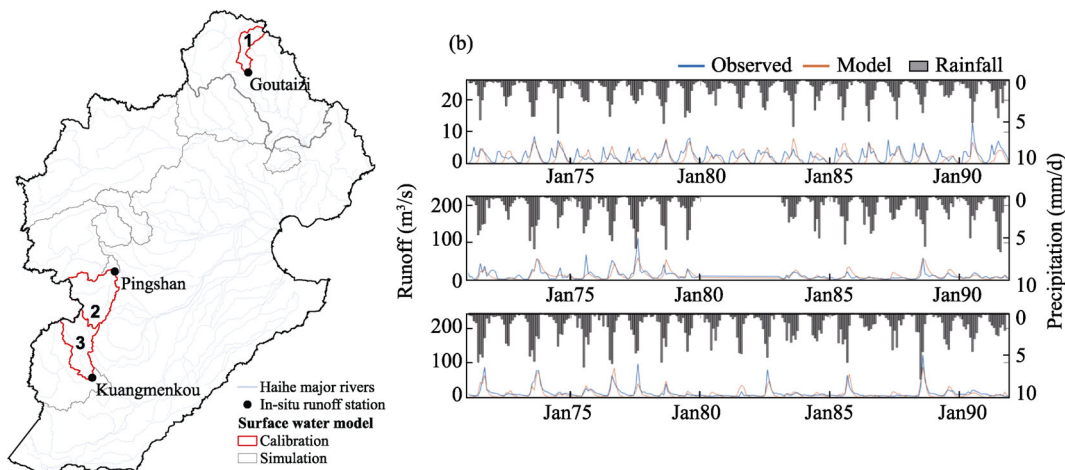 1
Goutaizi
Pingshan
2
3
Kuangmenkou
Haihe major rivers
In-situ runoff station
Surface water model
Calibration
Simulation
(b)
Observed Model Rainfall
20
10
0
0
5
10
Jan75 Jan80 Jan85 Jan90
200
100
0
0
5
10
Jan75 Jan80 Jan85 Jan90
200
100
0
0
5
10
Jan75 Jan80 Jan85 Jan90
Runoff (m³/s)
Precipitation (mm/d)